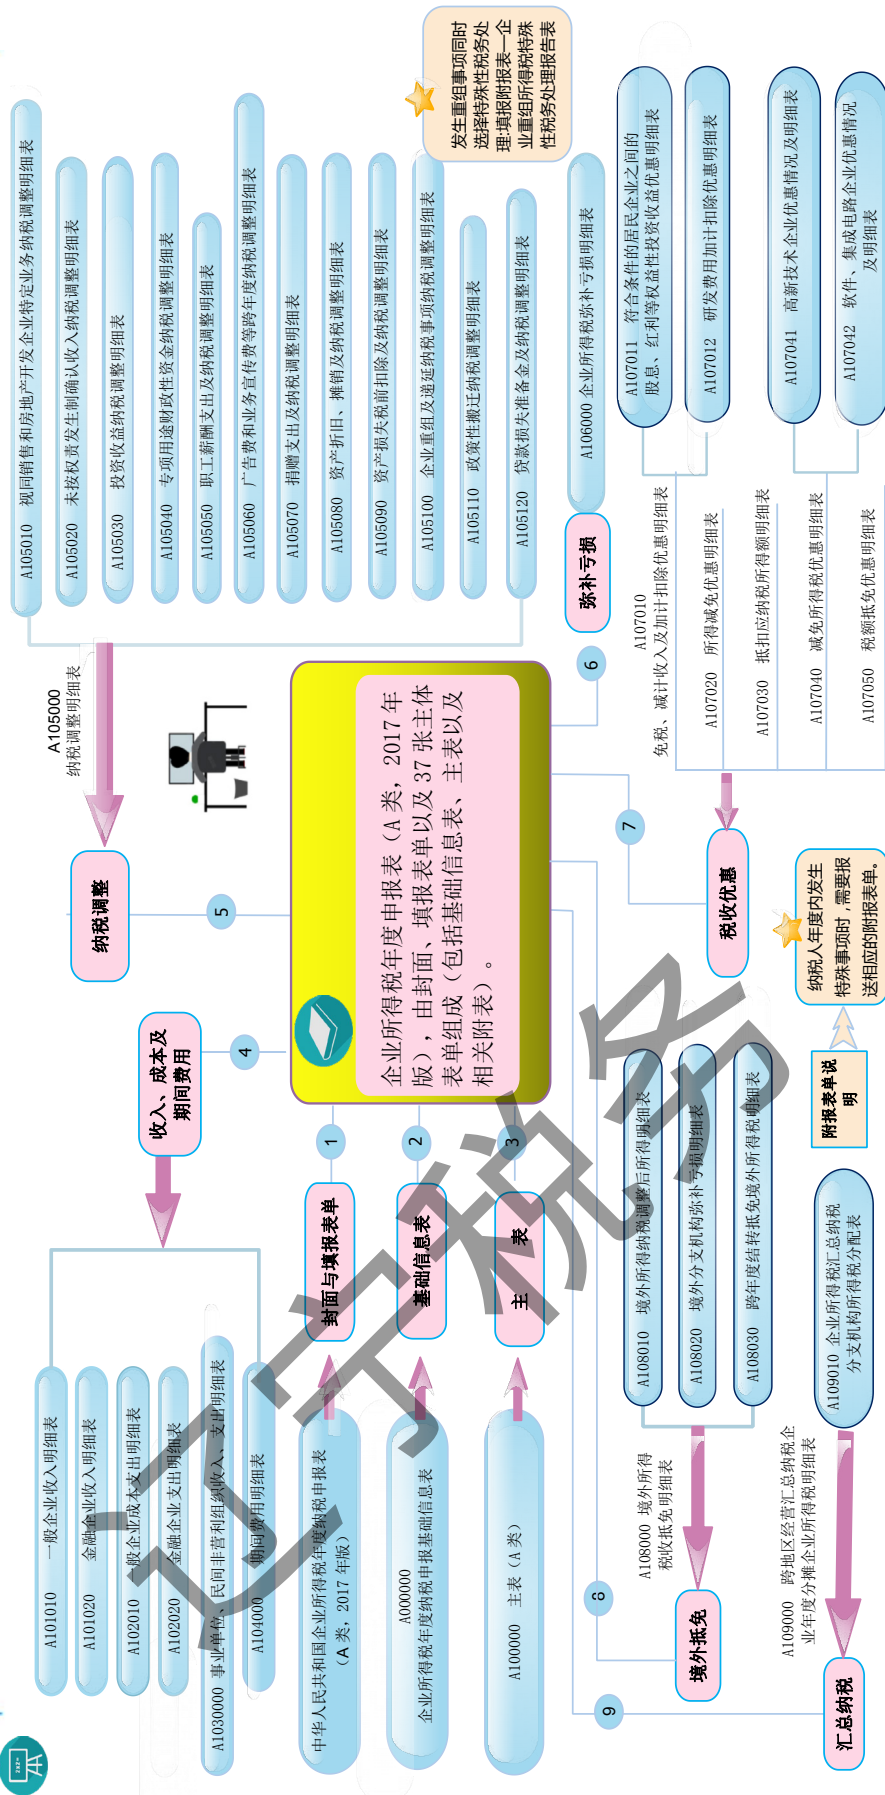 企业所得税年度申报表（A 类，2017 年
版），由封面、填报表单以及 37 张主体
表单组成（包括基础信息表、主表以及
相关附表）。
1
封面与填报表单
中华人民共和国企业所得税年度纳税申报表
（A 类，2017 年版）
2
基础信息表
A000000
企业所得税年度纳税申报基础信息表
3
主 表
A100000 主表（A 类）
4
收入、成本及
期间费用
A101010 一般企业收入明细表
A101020 金融企业收入明细表
A102010 一般企业成本支出明细表
A102020 金融企业支出明细表
A1030000 事业单位、民间非营利组织收入、支出明细表
A104000 期间费用明细表
5
纳税调整
A105000
纳税调整明细表
A105010 视同销售和房地产开发企业特定业务纳税调整明细表
A105020 未按权责发生制确认收入纳税调整明细表
A105030 投资收益纳税调整明细表
A105040 专项用途财政性资金纳税调整明细表
A105050 职工薪酬支出及纳税调整明细表
A105060 广告费和业务宣传费等跨年度纳税调整明细表
A105070 捐赠支出及纳税调整明细表
A105080 资产折旧、摊销及纳税调整明细表
A105090 资产损失税前扣除及纳税调整明细表
A105100 企业重组及递延纳税事项纳税调整明细表
A105110 政策性搬迁纳税调整明细表
A105120 贷款损失准备金及纳税调整明细表
发生重组事项同时
选择特殊性税务处
理:填报附报表—企
业重组所得税特殊
性税务处理报告表
6
弥补亏损
A106000 企业所得税弥补亏损明细表
7
税收优惠
A107010
免税、减计收入及加计扣除优惠明细表
A107011 符合条件的居民企业之间的
股息、红利等权益性投资收益优惠明细表
A107012 研发费用加计扣除优惠明细表
A107020 所得减免优惠明细表
A107030 抵扣应纳税所得额明细表
A107040 减免所得税优惠明细表
A107041 高新技术企业优惠情况及明细表
A107042 软件、集成电路企业优惠情况
及明细表
A107050 税额抵免优惠明细表
8
境外抵免
A108000 境外所得
税收抵免明细表
A108010 境外所得纳税调整后所得明细表
A108020 境外分支机构弥补亏损明细表
A108030 跨年度结转抵免境外所得税明细表
9
汇总纳税
A109000 跨地区经营汇总纳税企
业年度分摊企业所得税明细表
A109010 企业所得税汇总纳税
分支机构所得税分配表
附报表单说
明
纳税人年度内发生
特殊事项时,需要报
送相应的附报表单。
辽宁税务